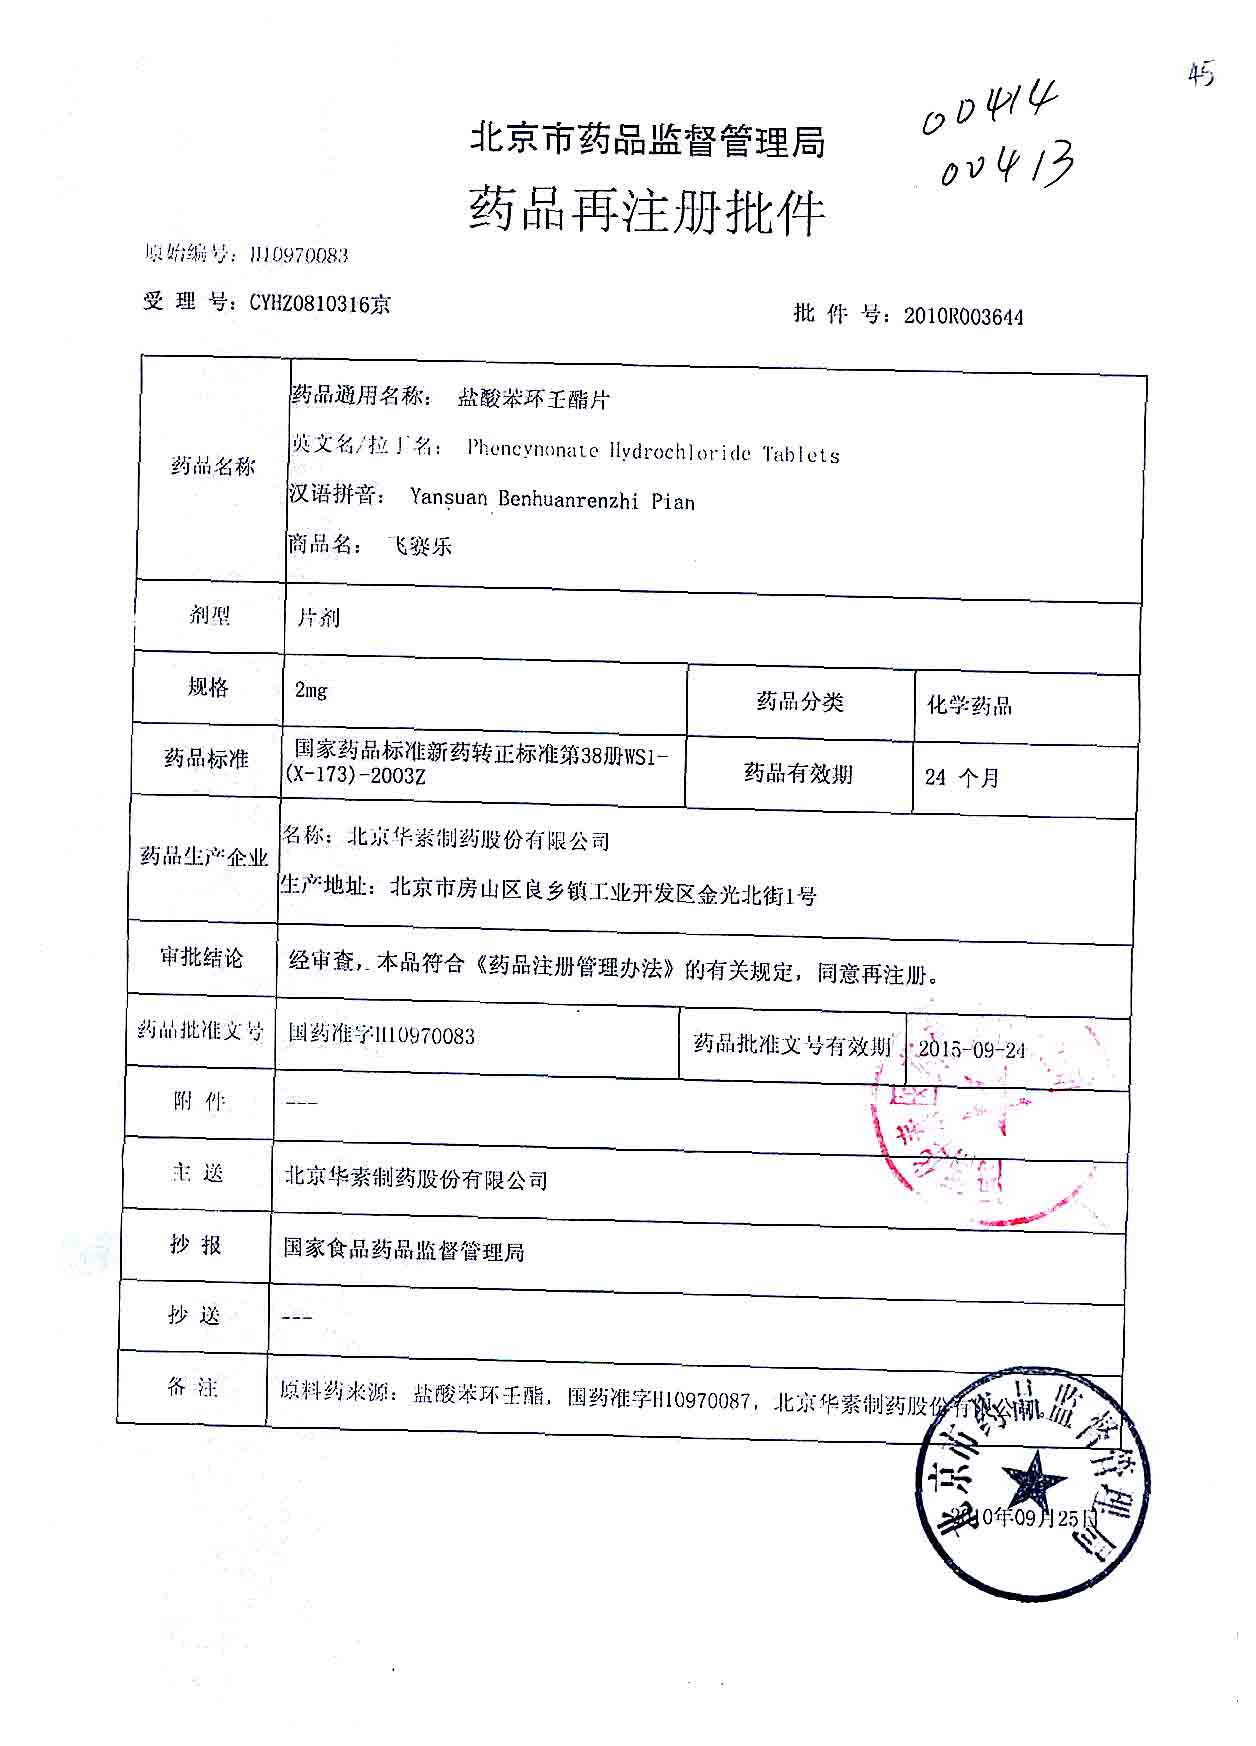 45
00414
00413
北京市药品监督管理局
药品再注册批件
原始编号：H10970083
受 理 号：CYHZ0810316京
批 件 号：2010R003644
药品名称
药品通用名称： 盐酸苯环壬酯片
英文名/拉丁名： Phencynonate Hydrochloride Tablets
汉语拼音： Yansuan Benhuanrenzhi Pian
商品名： 飞赛乐
剂型
片剂
规格
2mg
药品分类
化学药品
药品标准
国家药品标准新药转正标准第38册WS1-
(X-173)-2003Z
药品有效期
24 个月
药品生产企业
名称：北京华素制药股份有限公司
生产地址：北京市房山区良乡镇工业开发区金光北街1号
审批结论
经审查，本品符合《药品注册管理办法》的有关规定，同意再注册。
药品批准文号
国药准字H10970083
药品批准文号有效期
2015-09-24
附 件
---
主 送
北京华素制药股份有限公司
抄 报
国家食品药品监督管理局
抄 送
---
备 注
原料药来源：盐酸苯环壬酯，国药准字H10970087，北京华素制药股份有限公司。
北京市药品监督管理局
2010年09月25日